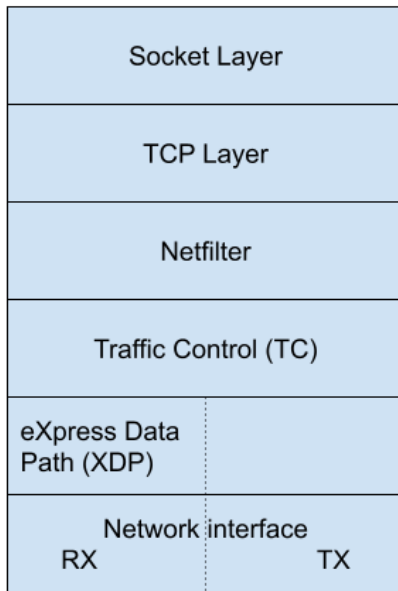 Socket Layer
TCP Layer
Netfilter
Traffic Control (TC)
eXpress Data
Path (XDP)
Network interface
RX TX